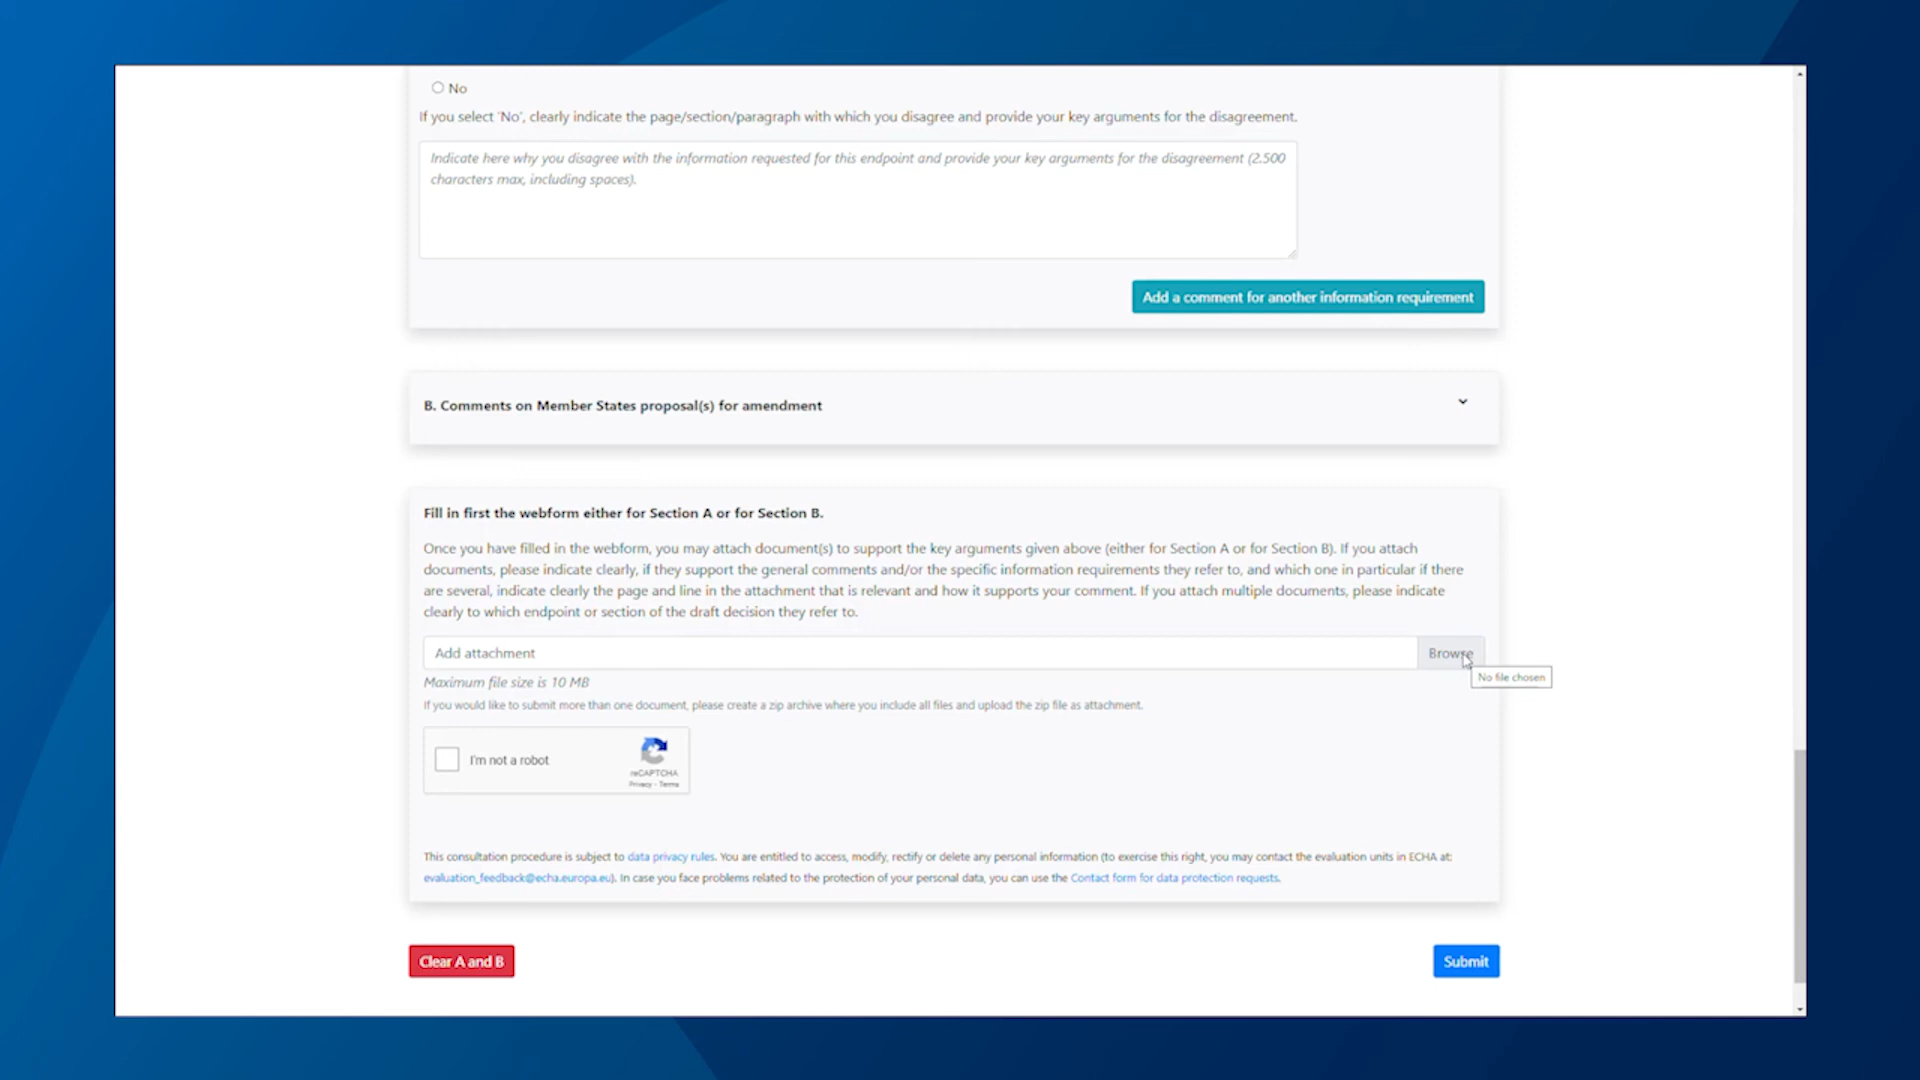 No
If you select 'No', clearly indicate the page/section/paragraph with which you disagree and provide your key arguments for the disagreement.
Indicate here why you disagree with the information requested for this endpoint and provide your key arguments for the disagreement (2.500
characters max, including spaces).
Add a comment for another information requirement
B. Comments on Member States proposal(s) for amendment
Fill in first the webform either for Section A or for Section B.
Once you have filled in the webform, you may attach document(s) to support the key arguments given above (either for Section A or for Section B). If you attach
documents, please indicate clearly, if they support the general comments and/or the specific information requirements they refer to, and which one in particular if there
are several, indicate clearly the page and line in the attachment that is relevant and how it supports your comment. If you attach multiple documents, please indicate
clearly to which endpoint or section of the draft decision they refer to.
Add attachment
Browse
No file chosen
Maximum file size is 10 MB
If you would like to submit more than one document, please create a zip archive where you include all files and upload the zip file as attachment.
I'm not a robot
reCAPTCHA
Privacy - Terms
This consultation procedure is subject to data privacy rules. You are entitled to access, modify, rectify or delete any personal information (to exercise this right, you may contact the evaluation units in ECHA at:
evaluation_feedback@echa.europa.eu). In case you face problems related to the protection of your personal data, you can use the Contact form for data protection requests.
Clear A and B
Submit